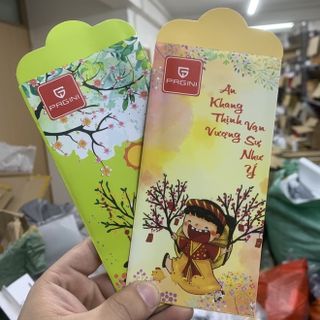 PAGINI
PAGINI
An
Khang
Thịnh Vạn
Vượng Sự
Như
Ý